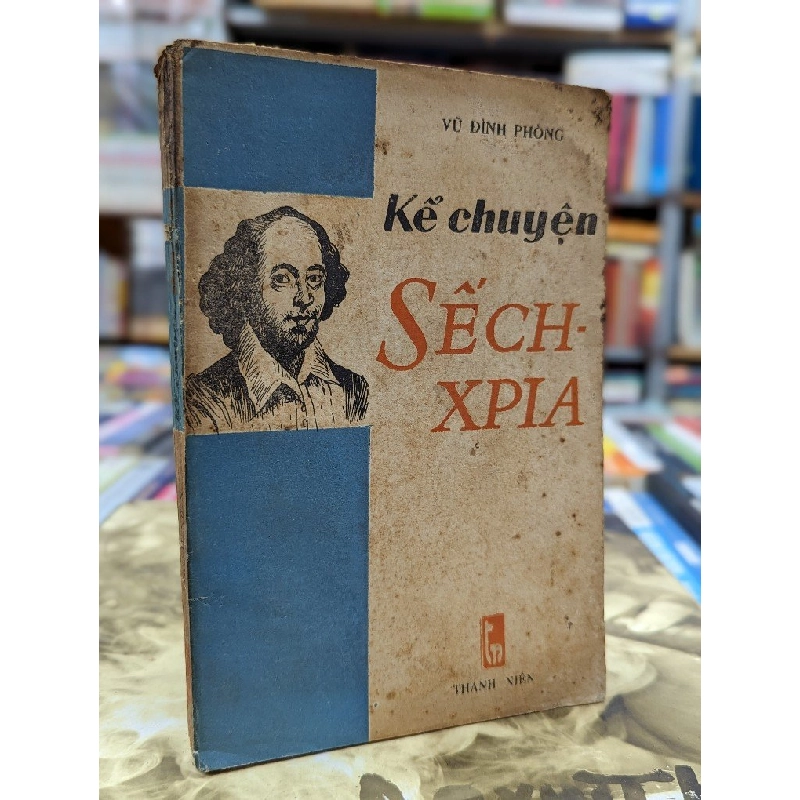 VŨ ĐÌNH PHÒNG
Kể chuyện
SẾCH-
XPIA
THANH NIÊN